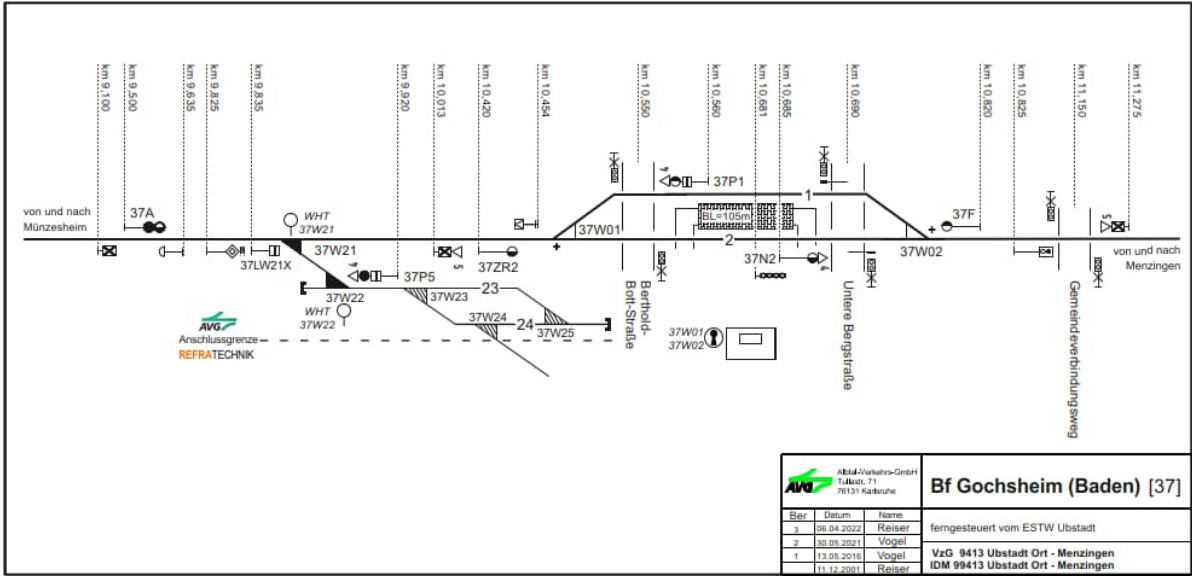 km 9,100
km 9,500
km 9,635
km 9,825
km 9,835
km 9,920
km 10,013
km 10,420
km 10,454
km 10,550
km 10,560
km 10,681
km 10,685
km 10,690
km 10,820
km 10,825
km 11,150
km 11,275
von und nach
Münzesheim
37A
WHT
37W21
37W21
37LW21X
37P5
5
37ZR2
37W01
37P1
1
BL=105m
2
37N2
4
37F
37W02
5
von und nach
Menzingen
37W22
WHT
37W22
23
37W23
37W24
24
37W25
AVG
Anschlussgrenze
REFRATECHNIK
Berthold-
Bott-Straße
37W01
37W02
Untere Bergstraße
Gemeindeverbindungsweg
AVG
Albtal-Verkehrs-GmbH
Tullastr. 71
76131 Karlsruhe
Bf Gochsheim (Baden) [37]
Ber Datum Name
3 06.04.2022 Reiser
2 30.05.2021 Vogel
1 13.05.2016 Vogel
11.12.2001 Reiser
ferngesteuert vom ESTW Ubstadt
VzG 9413 Ubstadt Ort - Menzingen
IDM 99413 Ubstadt Ort - Menzingen